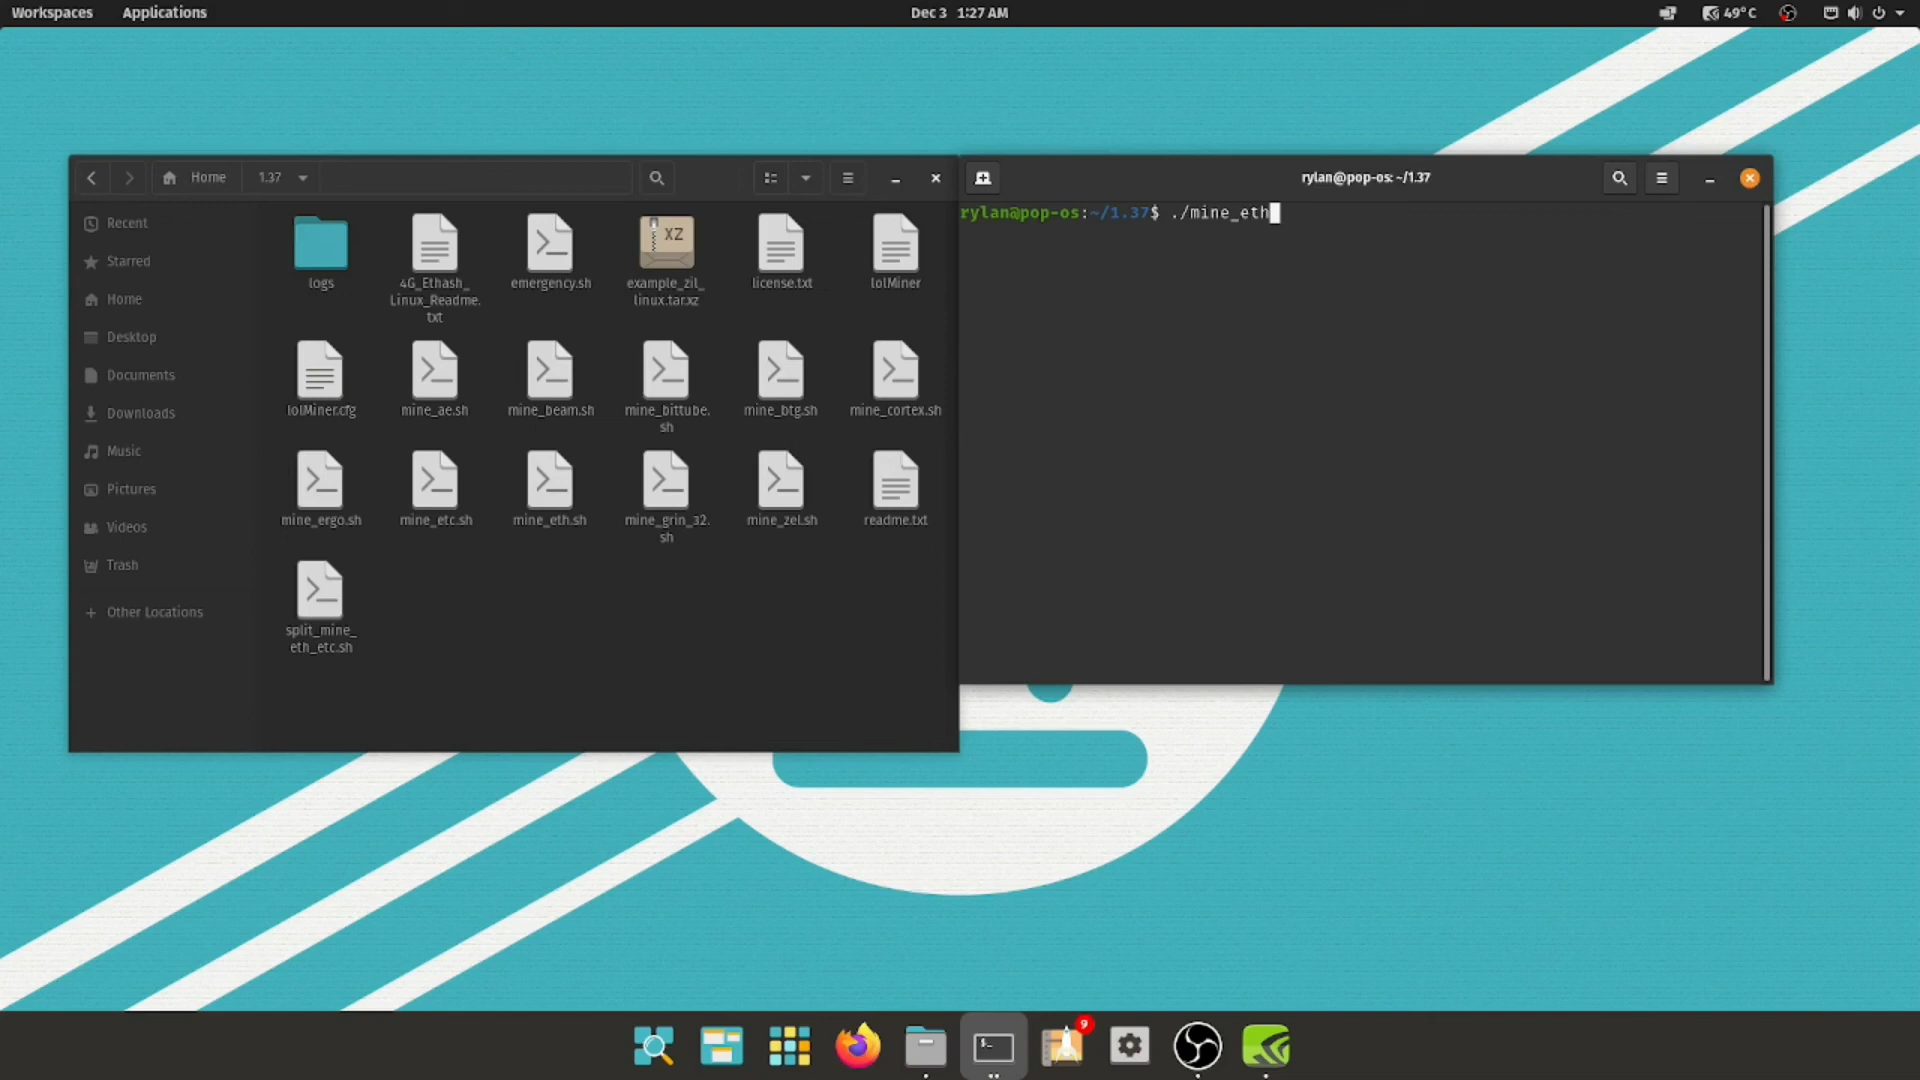 Workspaces Applications Dec 3 1:27 AM 49°C
Home 1.37
rylan@pop-os: ~/1.37
rylan@pop-os:~/1.37$ ./mine_eth
Recent
Starred
Home
Desktop
Documents
Downloads
Music
Pictures
Videos
Trash
+ Other Locations
logs
4G_Ethash_
Linux_Readme.
txt
emergency.sh
XZ
example_zil_
linux.tar.xz
license.txt
lolMiner
lolMiner.cfg
mine_ae.sh
mine_beam.sh
mine_bittube.
sh
mine_btg.sh
mine_cortex.sh
mine_ergo.sh
mine_etc.sh
mine_eth.sh
mine_grin_32.
sh
mine_zel.sh
readme.txt
split_mine_
eth_etc.sh
$_
9